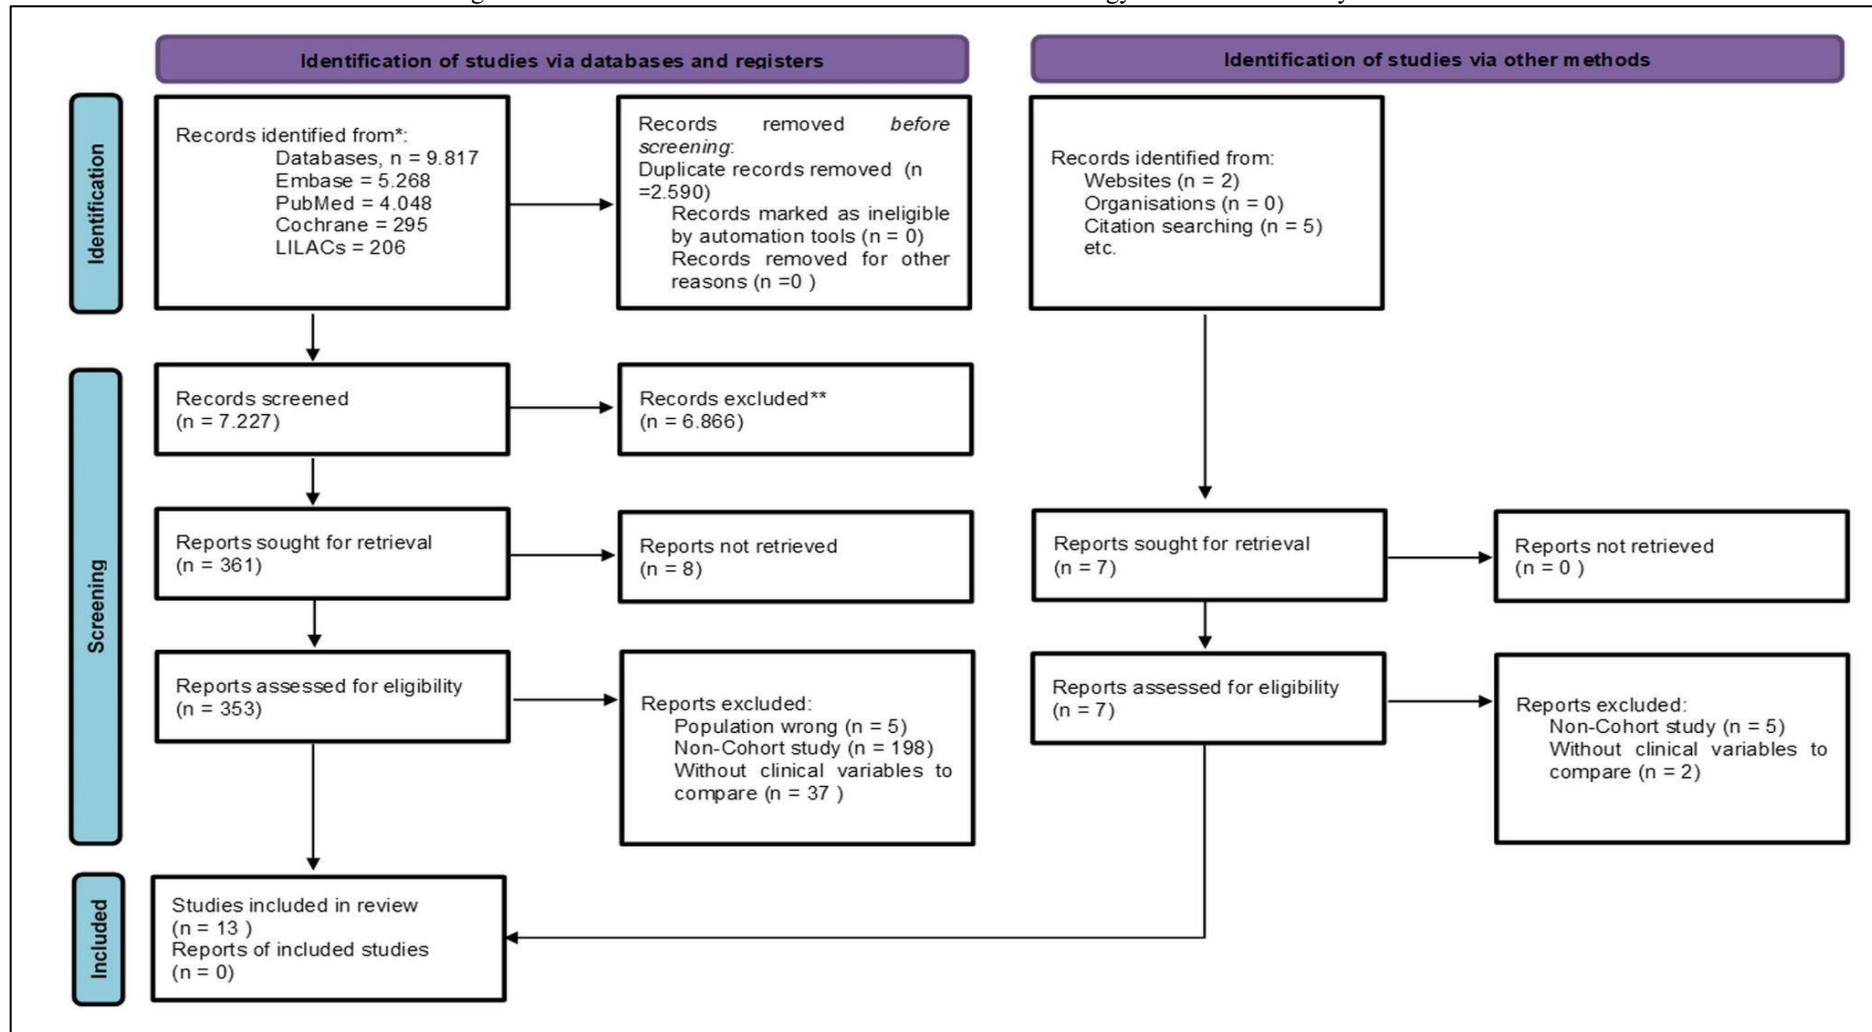 Identification of studies via databases and registers
Identification of studies via other methods
Identification
Records identified from*:
Databases, n = 9.817
Embase = 5.268
PubMed = 4.048
Cochrane = 295
LILACs = 206
Records removed before
screening:
Duplicate records removed (n
=2.590)
Records marked as ineligible
by automation tools (n = 0)
Records removed for other
reasons (n =0 )
Records identified from:
Websites (n = 2)
Organisations (n = 0)
Citation searching (n = 5)
etc.
Screening
Records screened
(n = 7.227)
Records excluded**
(n = 6.866)
Reports sought for retrieval
(n = 361)
Reports not retrieved
(n = 8)
Reports sought for retrieval
(n = 7)
Reports not retrieved
(n = 0 )
Reports assessed for eligibility
(n = 353)
Reports excluded:
Population wrong (n = 5)
Non-Cohort study (n = 198)
Without clinical variables to
compare (n = 37 )
Reports assessed for eligibility
(n = 7)
Reports excluded:
Non-Cohort study (n = 5)
Without clinical variables to
compare (n = 2)
Included
Studies included in review
(n = 13 )
Reports of included studies
(n = 0)